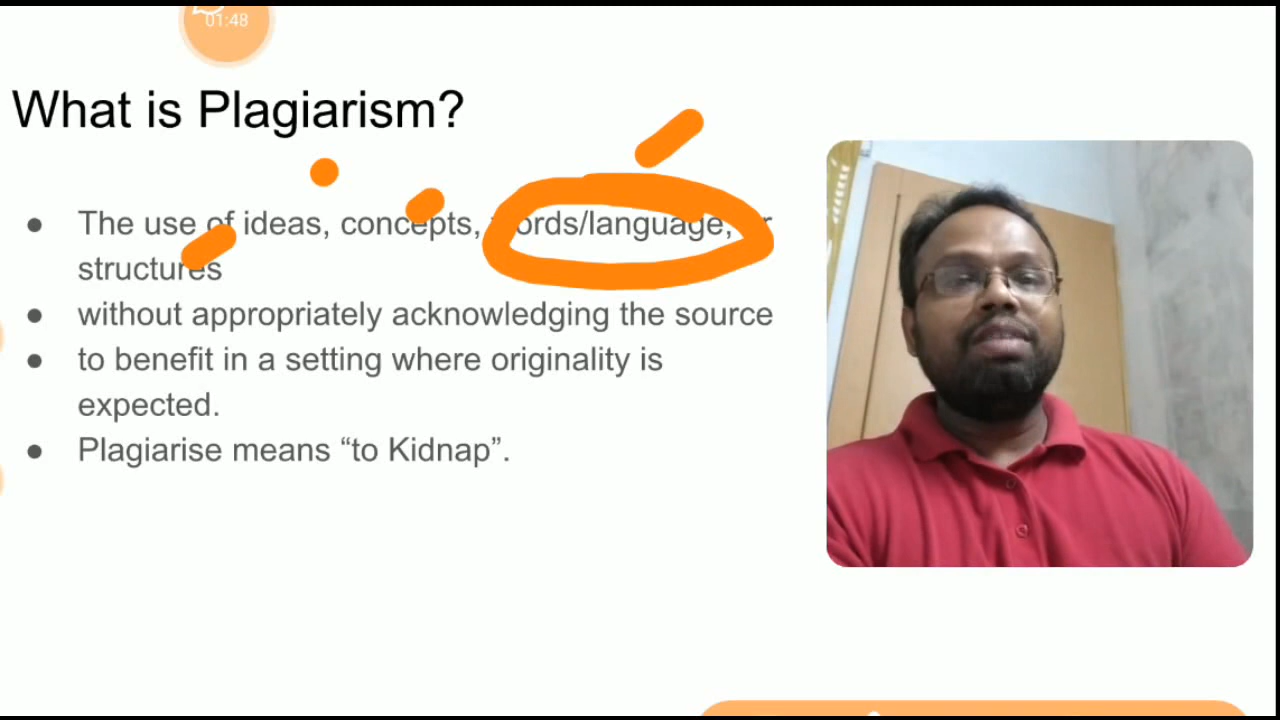 01:48
What is Plagiarism?
● The use of ideas, concepts, words/language, or
structures
● without appropriately acknowledging the source
● to benefit in a setting where originality is
expected.
● Plagiarise means “to Kidnap”.